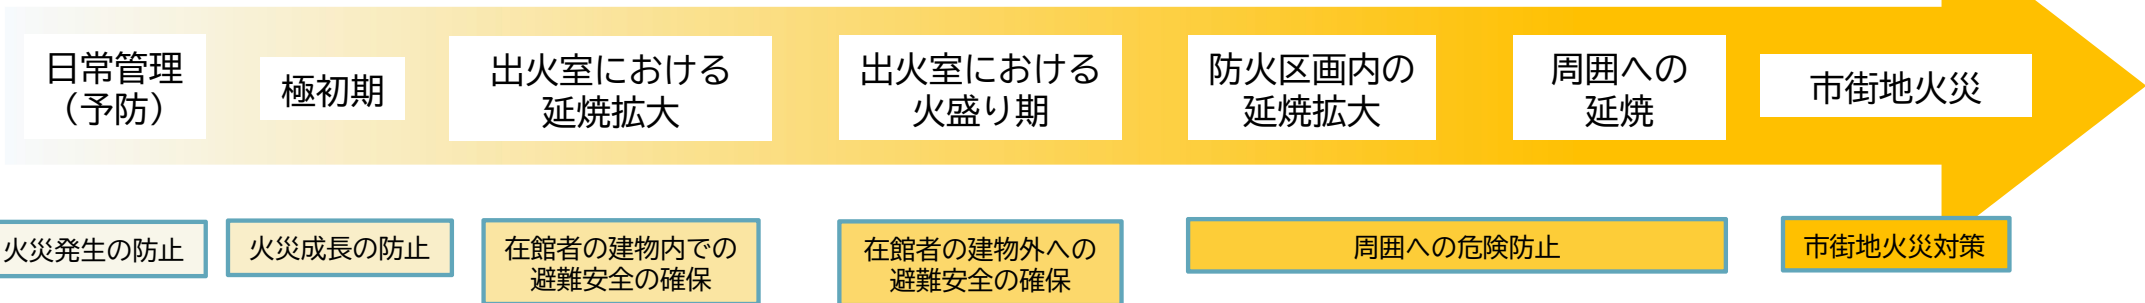 日常管理
（予防）
極初期
出火室における
延焼拡大
出火室における
火盛り期
防火区画内の
延焼拡大
周囲への
延焼
市街地火災
火災発生の防止
火災成長の防止
在館者の建物内での
避難安全の確保
在館者の建物外への
避難安全の確保
周囲への危険防止
市街地火災対策